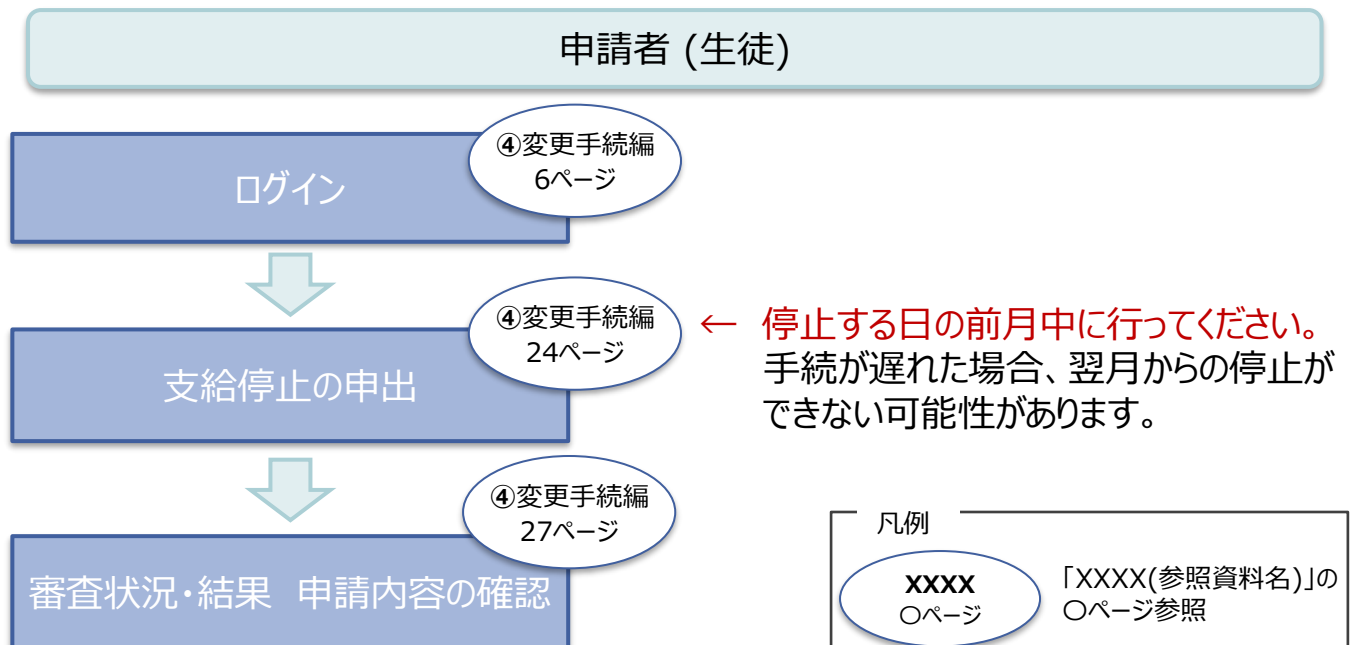 申請者 (生徒)
④変更手続編
6ページ
ログイン
④変更手続編
24ページ
支給停止の申出
← 停止する日の前月中に行ってください。
手続が遅れた場合、翌月からの停止が
できない可能性があります。
④変更手続編
27ページ
審査状況・結果　申請内容の確認
凡例
XXXX
〇ページ
「XXXX(参照資料名)」の
〇ページ参照